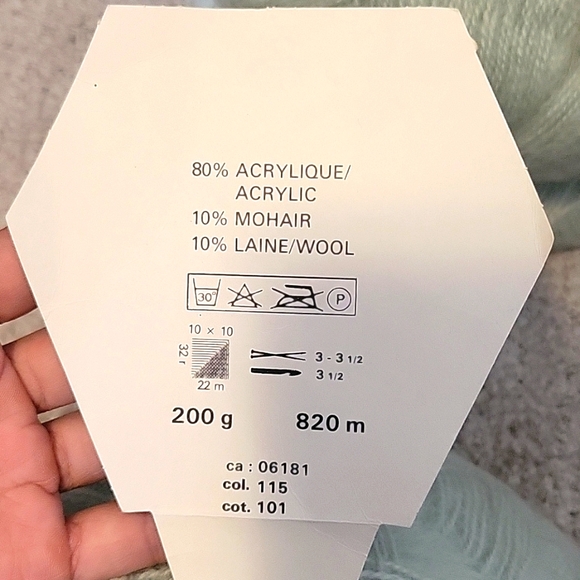 80% ACRYLIQUE/
ACRYLIC
10% MOHAIR
10% LAINE/WOOL
30° P
10 × 10
32 r
22 m
3 - 3 1/2
3 1/2
200 g 820 m
ca : 06181
col. 115
cot. 101